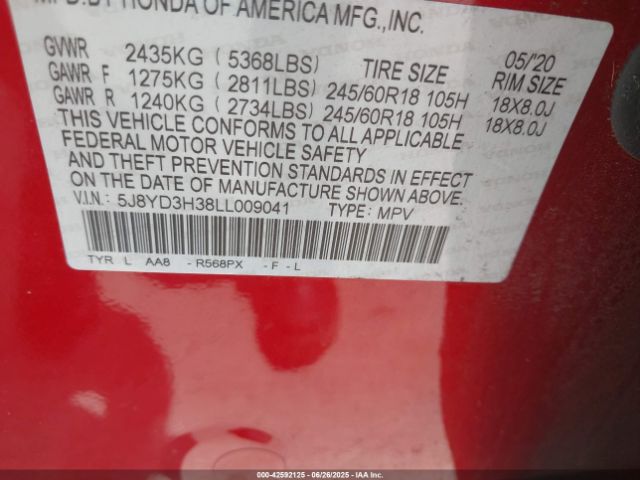 MFD.BY HONDA OF AMERICA MFG.,INC.
GVWR 2435KG ( 5368LBS) TIRE SIZE 05/'20 RIM SIZE
GAWR F 1275KG ( 2811LBS) 245/60R18 105H 18X8.0J
GAWR R 1240KG ( 2734LBS) 245/60R18 105H 18X8.0J
THIS VEHICLE CONFORMS TO ALL APPLICABLE
FEDERAL MOTOR VEHICLE SAFETY
AND THEFT PREVENTION STANDARDS IN EFFECT
ON THE DATE OF MANUFACTURE SHOWN ABOVE.
V.I.N.: 5J8YD3H38LL009041 TYPE: MPV
TYR L AA8 - R568PX - F - L
000-42592125 - 06/26/2025 - IAA Inc.